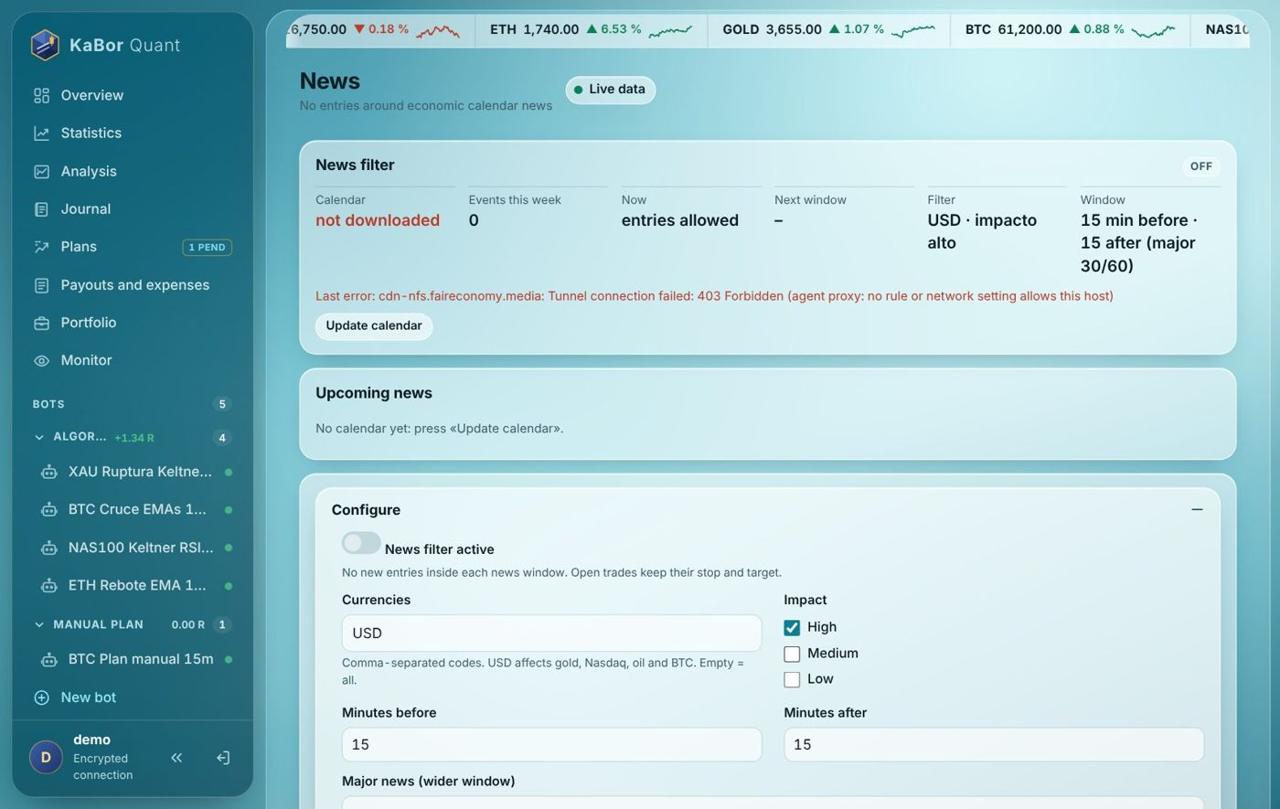 KaBor Quant
Overview
Statistics
Analysis
Journal
Plans
1 PEND
Payouts and expenses
Portfolio
Monitor
BOTS
5
ALGOR... +1.34 R 4
XAU Ruptura Keltne...
BTC Cruce EMAs 1...
NAS100 Keltner RSI...
ETH Rebote EMA 1...
MANUAL PLAN 0.00 R 1
BTC Plan manual 15m
New bot
D
demo
Encrypted
connection
6,750.00 ▼ 0.18 % ETH 1,740.00 ▲ 6.53 % GOLD 3,655.00 ▲ 1.07 % BTC 61,200.00 ▲ 0.88 % NAS10
News
No entries around economic calendar news
Live data
News filter
OFF
Calendar
not downloaded
Events this week
0
Now
entries allowed
Next window
–
Filter
USD · impacto
alto
Window
15 min before ·
15 after (major
30/60)
Last error: cdn-nfs.faireconomy.media: Tunnel connection failed: 403 Forbidden (agent proxy: no rule or network setting allows this host)
Update calendar
Upcoming news
No calendar yet: press «Update calendar».
Configure
News filter active
No new entries inside each news window. Open trades keep their stop and target.
Currencies
USD
Comma-separated codes. USD affects gold, Nasdaq, oil and BTC. Empty =
all.
Impact
High
Medium
Low
Minutes before
15
Minutes after
15
Major news (wider window)